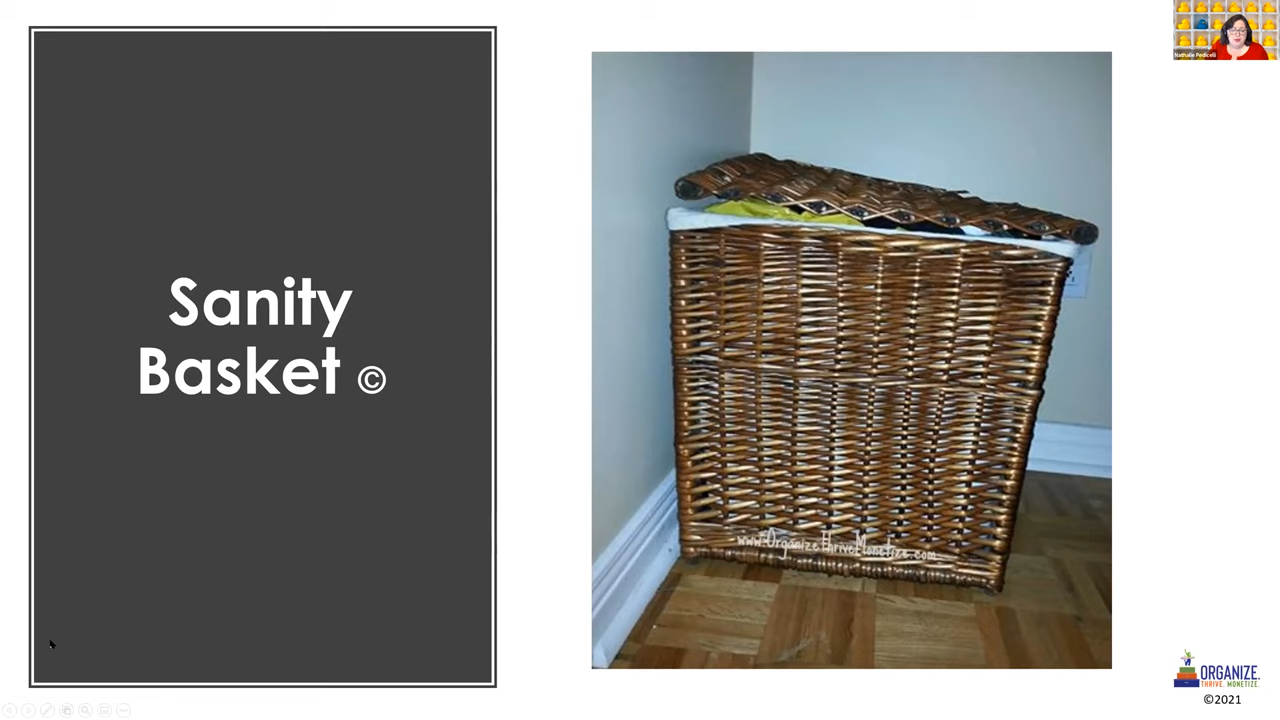 Sanity
Basket ©
www.OrganizeThriveMonetize.com
Nathalie Pedicelli
ORGANIZE.
THRIVE. MONETIZE.
©2021